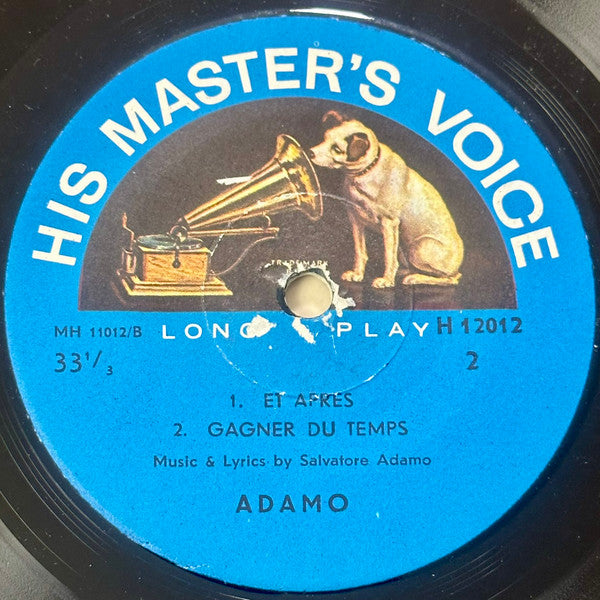 HIS MASTER'S VOICE
TRADEMARK
MH 11012/B LONG PLAY H 12012
33 1/3 2
1. ET APRES
2. GAGNER DU TEMPS
Music & Lyrics by Salvatore Adamo
ADAMO